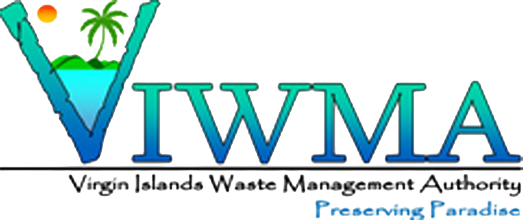 VIWMA
Virgin Islands Waste Management Authority
Preserving Paradise